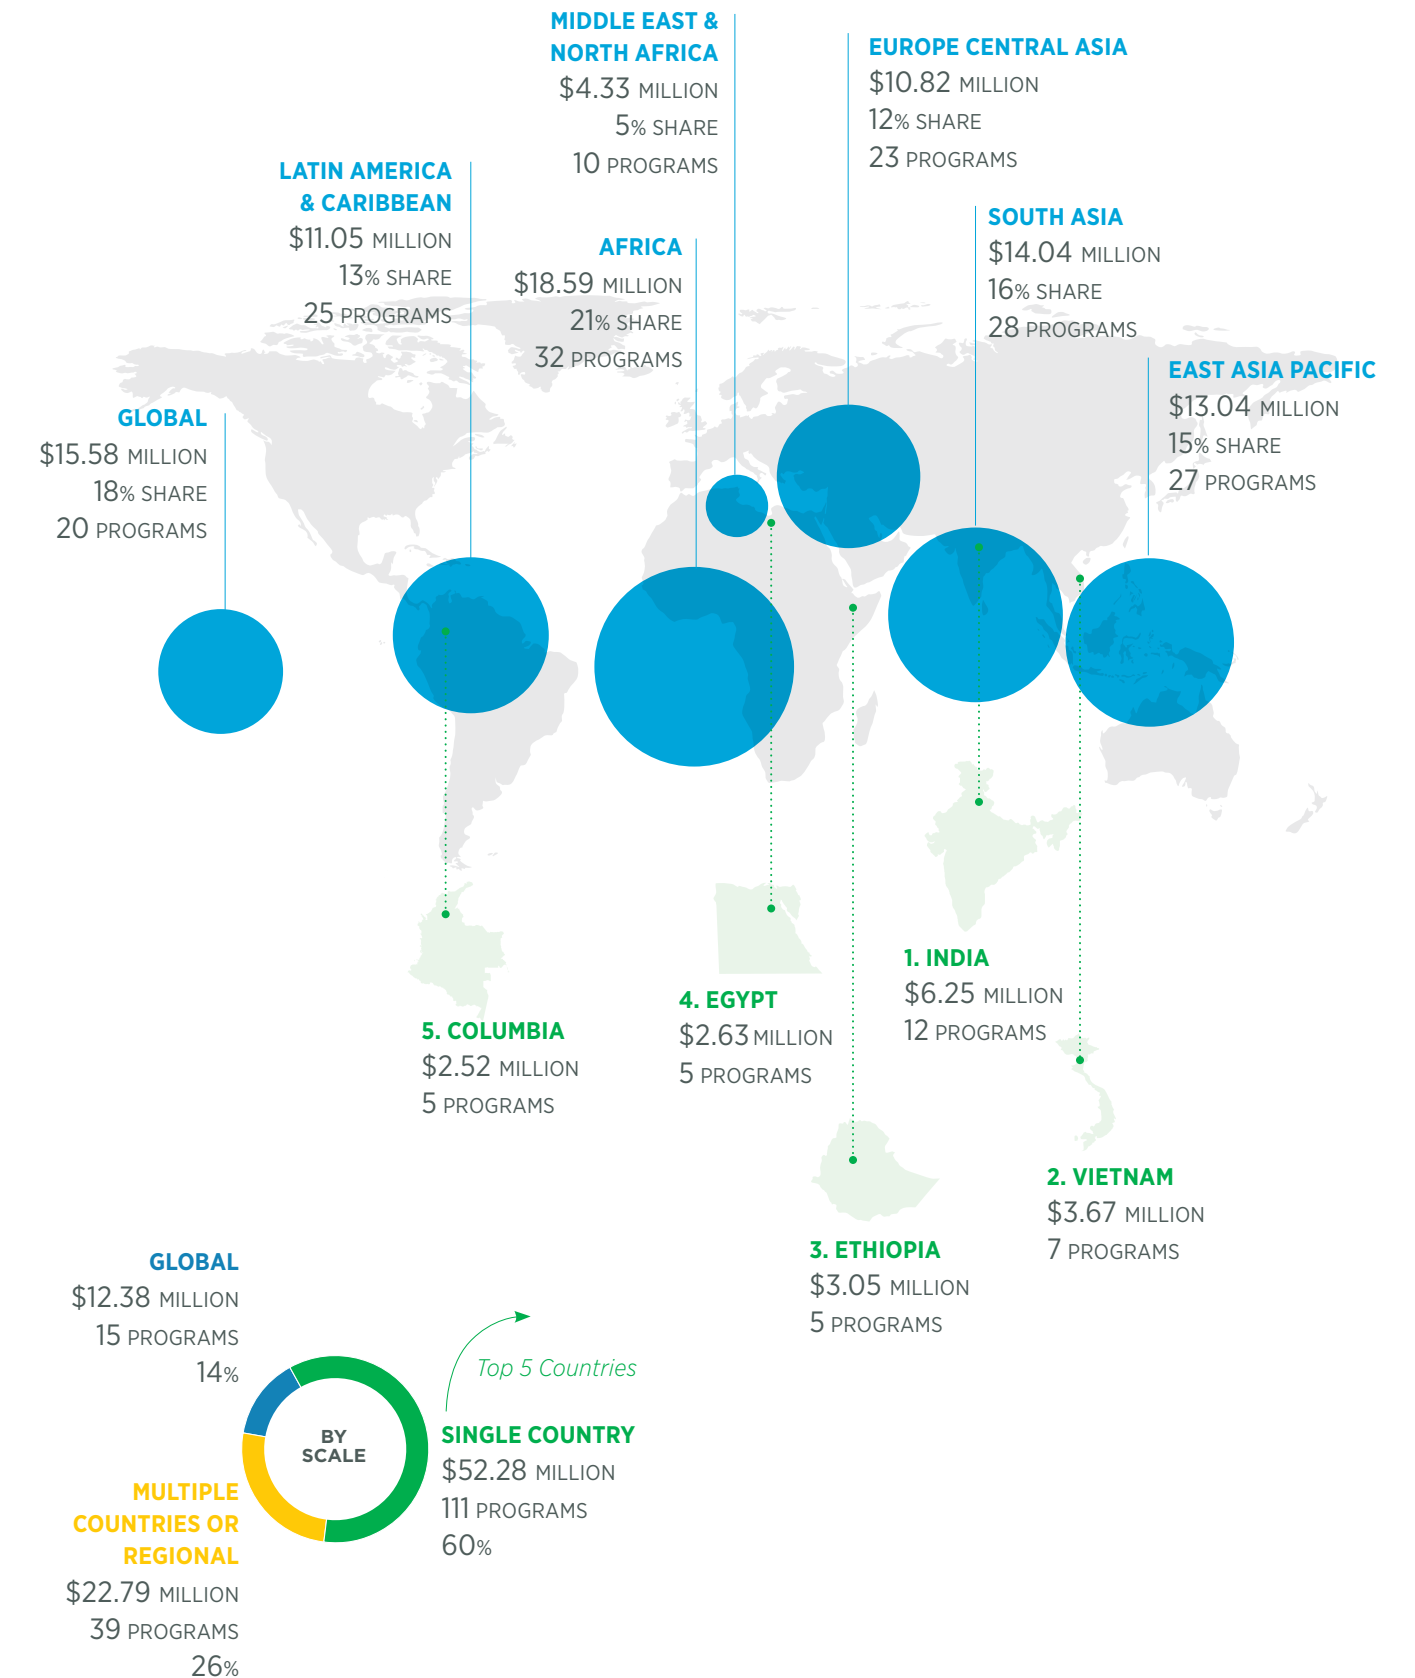 MIDDLE EAST &
NORTH AFRICA
$4.33 MILLION
5% SHARE
10 PROGRAMS
EUROPE CENTRAL ASIA
$10.82 MILLION
12% SHARE
23 PROGRAMS
LATIN AMERICA
& CARIBBEAN
$11.05 MILLION
13% SHARE
25 PROGRAMS
AFRICA
$18.59 MILLION
21% SHARE
32 PROGRAMS
SOUTH ASIA
$14.04 MILLION
16% SHARE
28 PROGRAMS
EAST ASIA PACIFIC
$13.04 MILLION
15% SHARE
27 PROGRAMS
GLOBAL
$15.58 MILLION
18% SHARE
20 PROGRAMS
1. INDIA
$6.25 MILLION
12 PROGRAMS
4. EGYPT
$2.63 MILLION
5 PROGRAMS
5. COLUMBIA
$2.52 MILLION
5 PROGRAMS
2. VIETNAM
$3.67 MILLION
7 PROGRAMS
3. ETHIOPIA
$3.05 MILLION
5 PROGRAMS
GLOBAL
$12.38 MILLION
15 PROGRAMS
14%
Top 5 Countries
BY
SCALE
SINGLE COUNTRY
$52.28 MILLION
111 PROGRAMS
60%
MULTIPLE
COUNTRIES OR
REGIONAL
$22.79 MILLION
39 PROGRAMS
26%